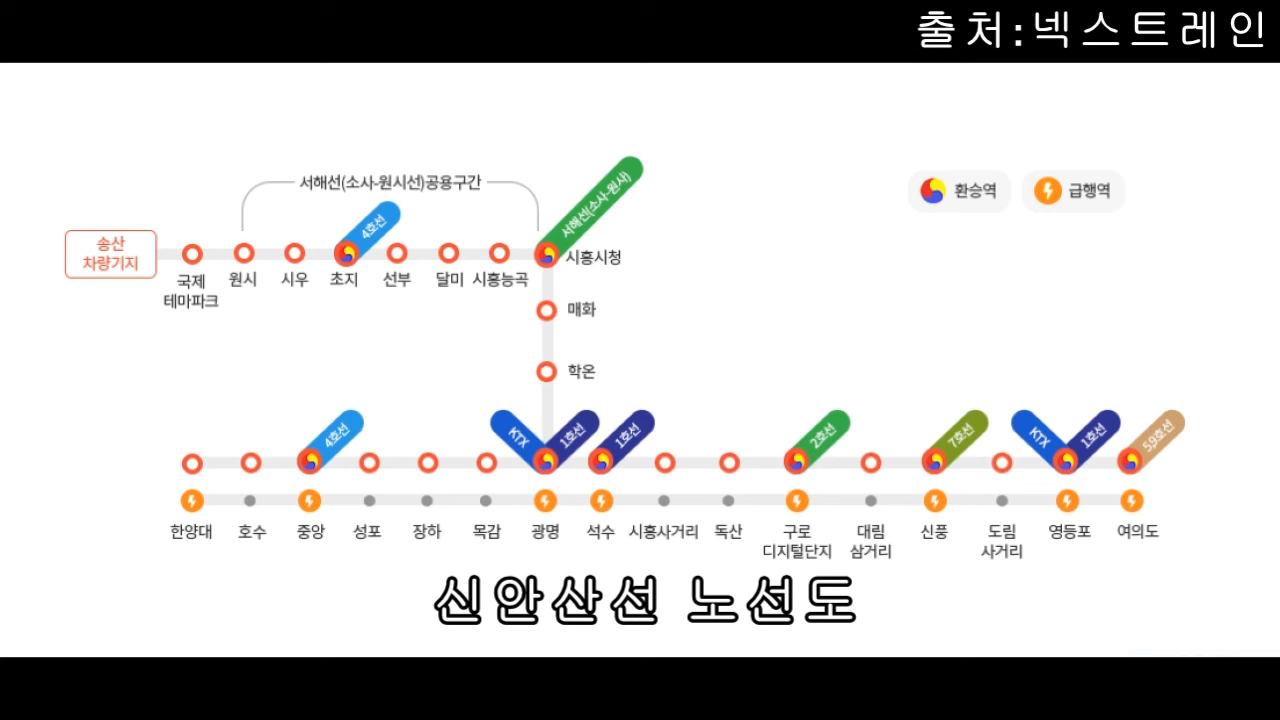 출처:넥스트레인
서해선(소사-원시선)공용구간
서해선(소사-원시)
4호선
환승역
급행역
송산
차량기지
국제
테마파크
원시
시우
초지
선부
달미
시흥능곡
시흥시청
매화
학온
4호선
KTX
1호선
1호선
2호선
7호선
KTX
1호선
5,9호선
한양대
호수
중앙
성포
장하
목감
광명
석수
시흥사거리
독산
구로
디지털단지
대림
삼거리
신풍
도림
사거리
영등포
여의도
신안산선 노선도